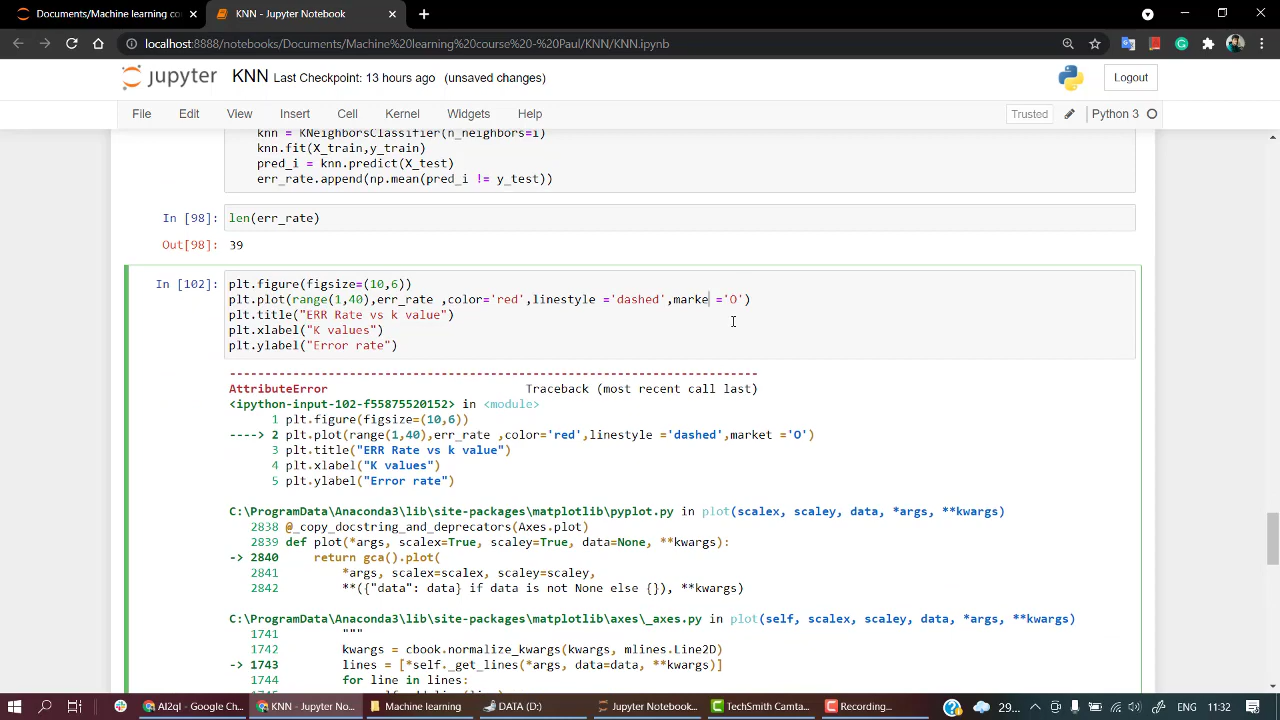 Documents/Machine learning co
KNN - Jupyter Notebook
localhost:8888/notebooks/Documents/Machine%20learning%20course%20-%20Paul/KNN/KNN.ipynb
jupyter KNN Last Checkpoint: 13 hours ago (unsaved changes)
Logout
File Edit View Insert Cell Kernel Widgets Help
Trusted Python 3
knn = KNeighborsClassifier(n_neighbors=i)
knn.fit(X_train,y_train)
pred_i = knn.predict(X_test)
err_rate.append(np.mean(pred_i != y_test))
In [98]: len(err_rate)
Out[98]: 39
In [102]: plt.figure(figsize=(10,6))
plt.plot(range(1,40),err_rate ,color='red',linestyle ='dashed',marke ='O')
plt.title("ERR Rate vs k value")
plt.xlabel("K values")
plt.ylabel("Error rate")
---------------------------------------------------------------------------
AttributeError Traceback (most recent call last)
<ipython-input-102-f55875520152> in <module>
1 plt.figure(figsize=(10,6))
----> 2 plt.plot(range(1,40),err_rate ,color='red',linestyle ='dashed',market ='O')
3 plt.title("ERR Rate vs k value")
4 plt.xlabel("K values")
5 plt.ylabel("Error rate")
C:\ProgramData\Anaconda3\lib\site-packages\matplotlib\pyplot.py in plot(scalex, scaley, data, *args, **kwargs)
2838 @_copy_docstring_and_deprecators(Axes.plot)
2839 def plot(*args, scalex=True, scaley=True, data=None, **kwargs):
-> 2840 return gca().plot(
2841 *args, scalex=scalex, scaley=scaley,
2842 **({"data": data} if data is not None else {}), **kwargs)
C:\ProgramData\Anaconda3\lib\site-packages\matplotlib\axes\_axes.py in plot(self, scalex, scaley, data, *args, **kwargs)
1741 """
1742 kwargs = cbook.normalize_kwargs(kwargs, mlines.Line2D)
-> 1743 lines = [*self._get_lines(*args, data=data, **kwargs)]
1744 for line in lines:
AI2ql - Google Ch... KNN - Jupyter No... Machine learning DATA (D:) Jupyter Notebook (... TechSmith Camta... Recording... 29... ENG 11:32